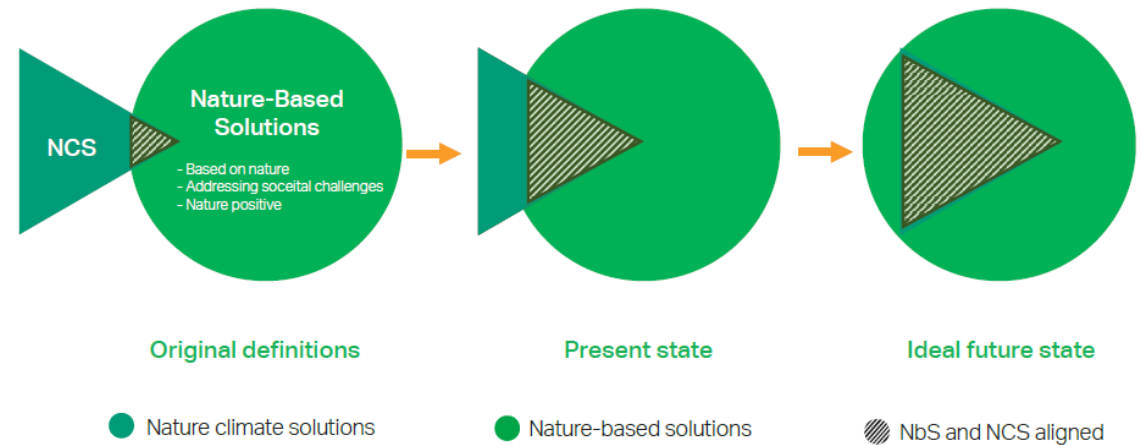 NCS
Nature-Based
Solutions
- Based on nature
- Addressing soceital challenges
- Nature positive
Original definitions
Present state
Ideal future state
Nature climate solutions
Nature-based solutions
NbS and NCS aligned